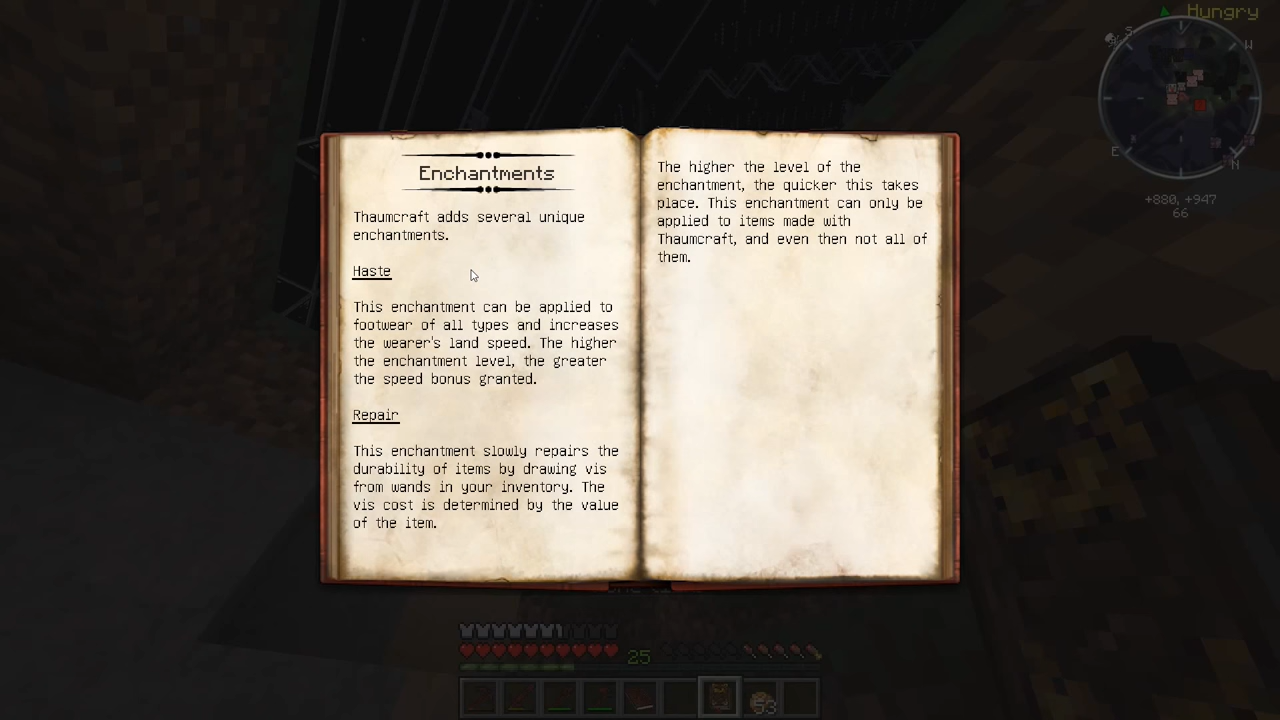 Hungry
S
W
E
N
+880, +947
66
Enchantments
Thaumcraft adds several unique
enchantments.
Haste
This enchantment can be applied to
footwear of all types and increases
the wearer's land speed. The higher
the enchantment level, the greater
the speed bonus granted.
Repair
This enchantment slowly repairs the
durability of items by drawing vis
from wands in your inventory. The
vis cost is determined by the value
of the item.
The higher the level of the
enchantment, the quicker this takes
place. This enchantment can only be
applied to items made with
Thaumcraft, and even then not all of
them.
25
53